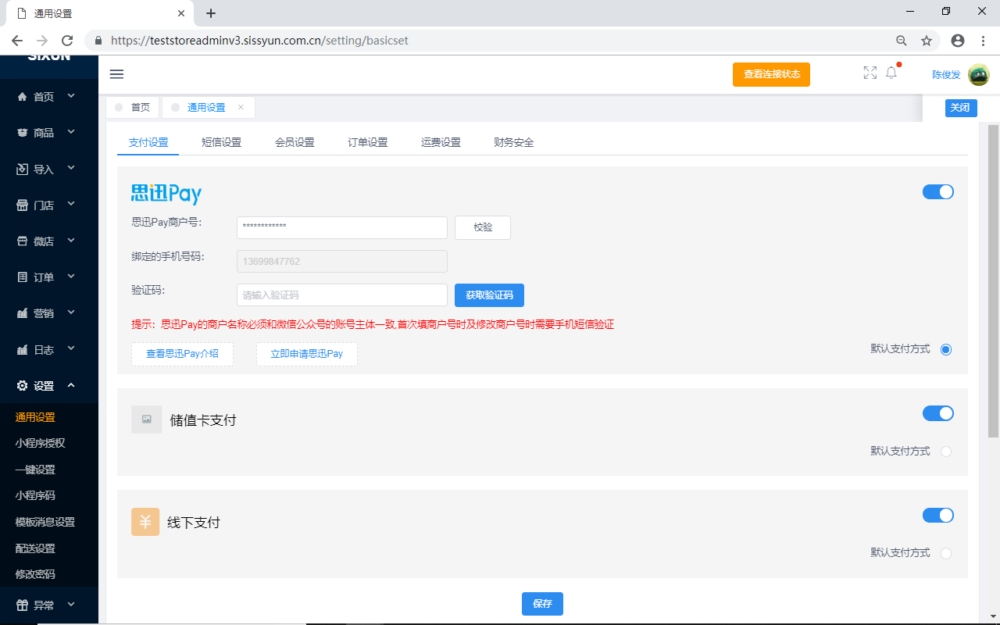 通用设置
https://teststoreadminv3.sissyun.com.cn/setting/basicset
SIXUN
查看连接状态
陈俊发
首页
通用设置
关闭
首页
商品
导入
门店
微店
订单
营销
日志
设置
通用设置
小程序授权
一键设置
小程序码
模板消息设置
配送设置
修改密码
异常
支付设置 短信设置 会员设置 订单设置 运费设置 财务安全
思迅Pay
思迅Pay商户号: ************ 校验
绑定的手机号码: 13699847762
验证码: 请输入验证码 获取验证码
提示：思迅Pay的商户名称必须和微信公众号的账号主体一致,首次填商户号时及修改商户号时需要手机短信验证
查看思迅Pay介绍 立即申请思迅Pay 默认支付方式
储值卡支付
默认支付方式
¥ 线下支付
默认支付方式
保存